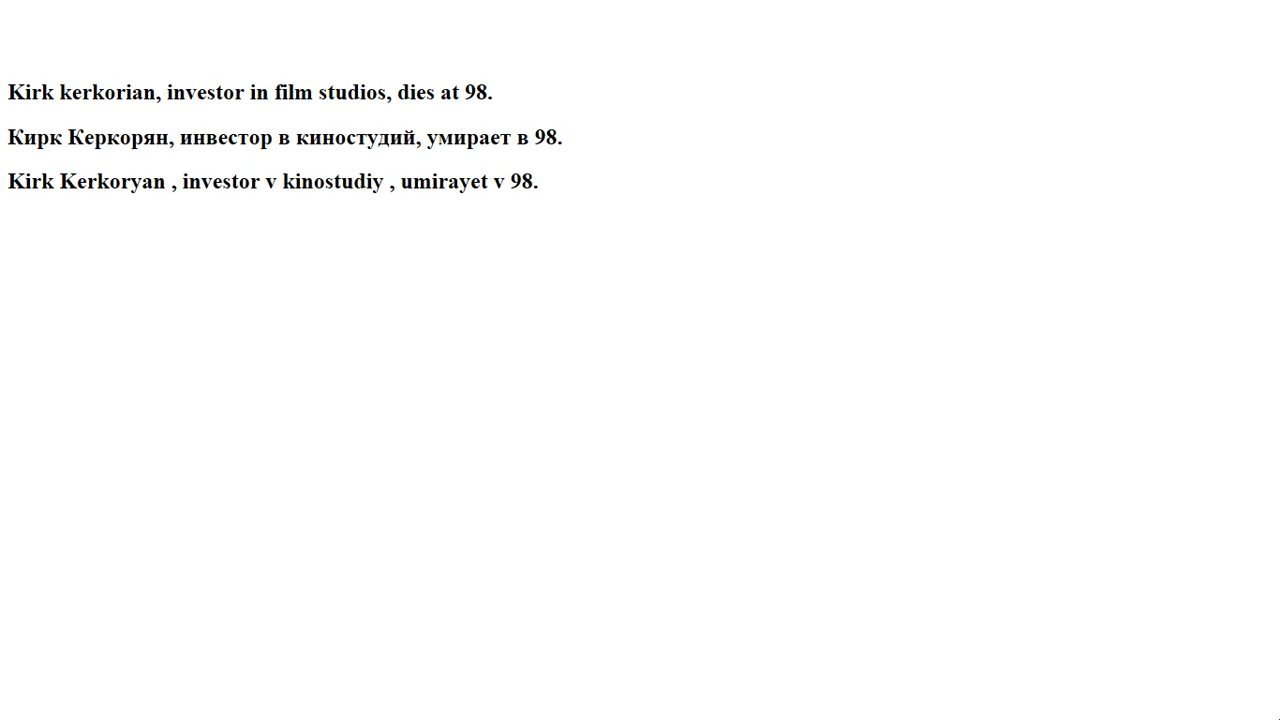 Kirk kerkorian, investor in film studios, dies at 98.
Кирк Керкорян, инвестор в киностудий, умирает в 98.
Kirk Kerkoryan , investor v kinostudiy , umirayet v 98.